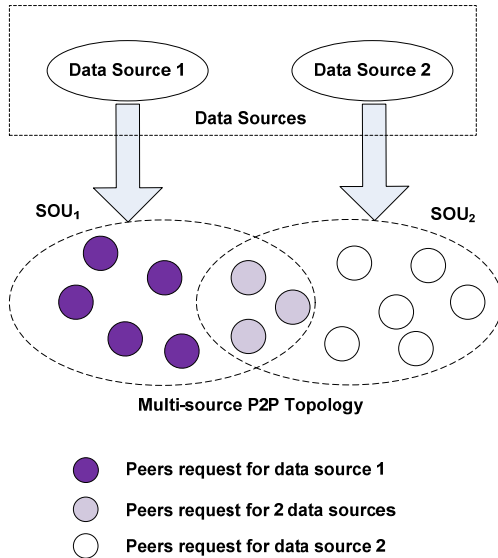 Data Source 1
Data Source 2
Data Sources
SOU₁
SOU₂
Multi-source P2P Topology
Peers request for data source 1
Peers request for 2 data sources
Peers request for data source 2